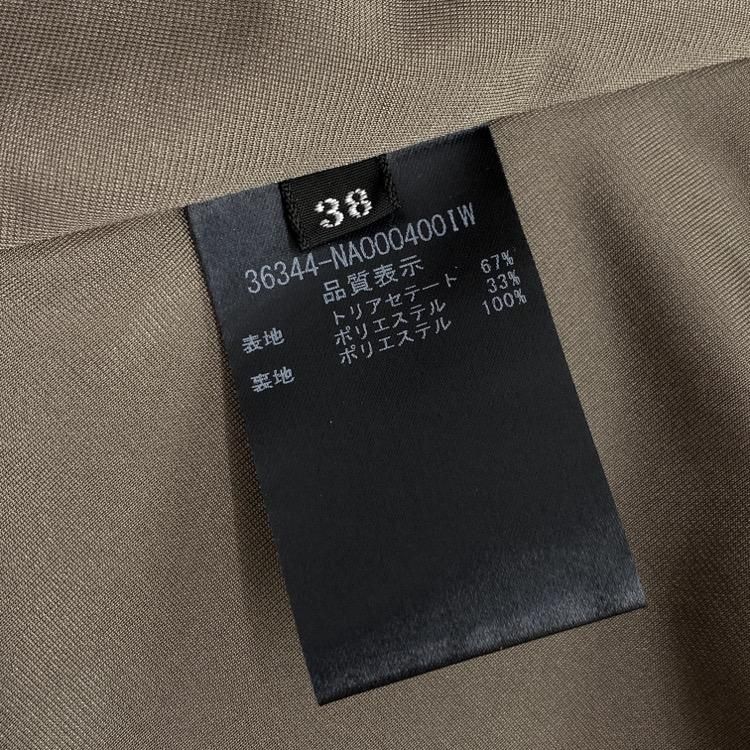 38
36344-NA000400IW
品質表示
表地 トリアセテート 67%
ポリエステル 33%
裏地 ポリエステル 100%